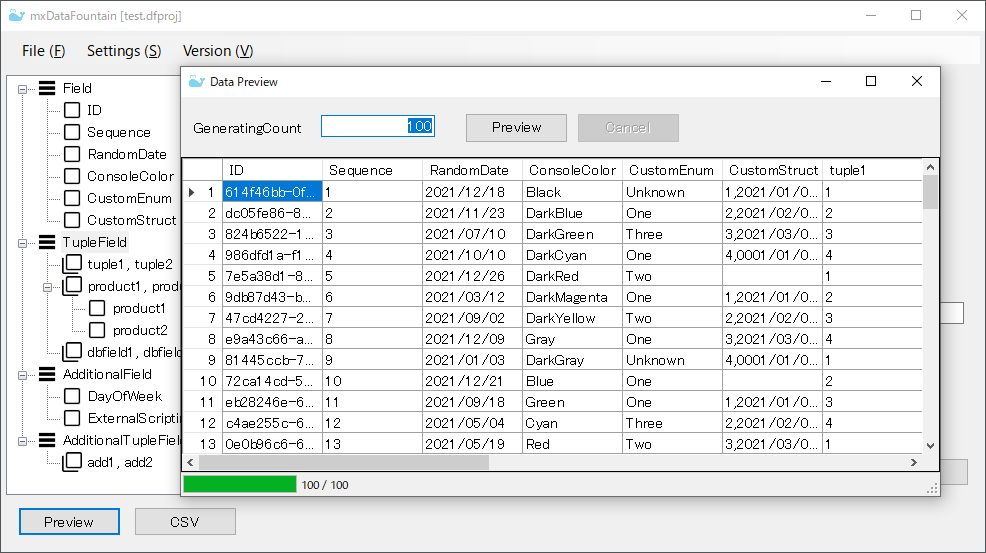 mxDataFountain [test.dfproj]
File (F) Settings (S) Version (V)
Field
ID
Sequence
RandomDate
ConsoleColor
CustomEnum
CustomStruct
TupleField
tuple1 , tuple2
product1 , produ
product1
product2
dbfield1 , dbfield
AdditionalField
DayOfWeek
ExternalScriptin
AdditionalTupleField
add1 , add2
Preview CSV
Data Preview
GeneratingCount 100 Preview Cancel
ID Sequence RandomDate ConsoleColor CustomEnum CustomStruct tuple1
1 614f46bb-0f... 1 2021/12/18 Black Unknown 1,2021/01/0... 1
2 dc05fe86-8... 2 2021/11/23 DarkBlue One 2,2021/02/0... 2
3 824b6522-1... 3 2021/07/10 DarkGreen Three 3,2021/03/0... 3
4 986dfd1a-f1... 4 2021/10/10 DarkCyan One 4,0001/01/0... 4
5 7e5a38d1-8... 5 2021/12/26 DarkRed Two 1
6 9db87d43-b... 6 2021/03/12 DarkMagenta One 1,2021/01/0... 2
7 47cd4227-2... 7 2021/09/02 DarkYellow Two 2,2021/02/0... 3
8 e9a43c66-a... 8 2021/12/09 Gray One 3,2021/03/0... 4
9 81445ccb-7... 9 2021/01/03 DarkGray Unknown 4,0001/01/0... 1
10 72ca14cd-5... 10 2021/12/21 Blue One 2
11 eb28246e-6... 11 2021/09/18 Green One 1,2021/01/0... 3
12 c4ae255c-6... 12 2021/05/04 Cyan Three 2,2021/02/0... 4
13 0e0b96c6-6... 13 2021/05/19 Red Two 3,2021/03/0... 1
100 / 100